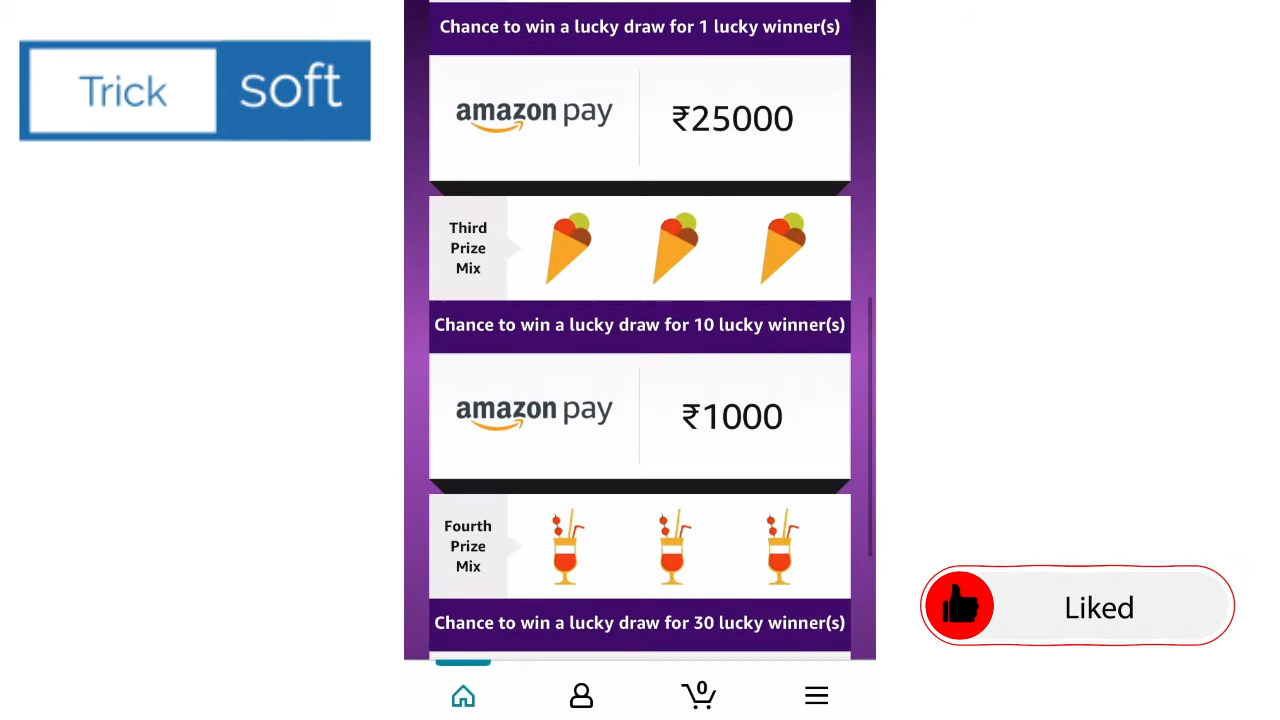 Trick soft
Chance to win a lucky draw for 1 lucky winner(s)
amazon pay
₹25000
Third
Prize
Mix
Chance to win a lucky draw for 10 lucky winner(s)
amazon pay
₹1000
Fourth
Prize
Mix
Chance to win a lucky draw for 30 lucky winner(s)
Liked
0